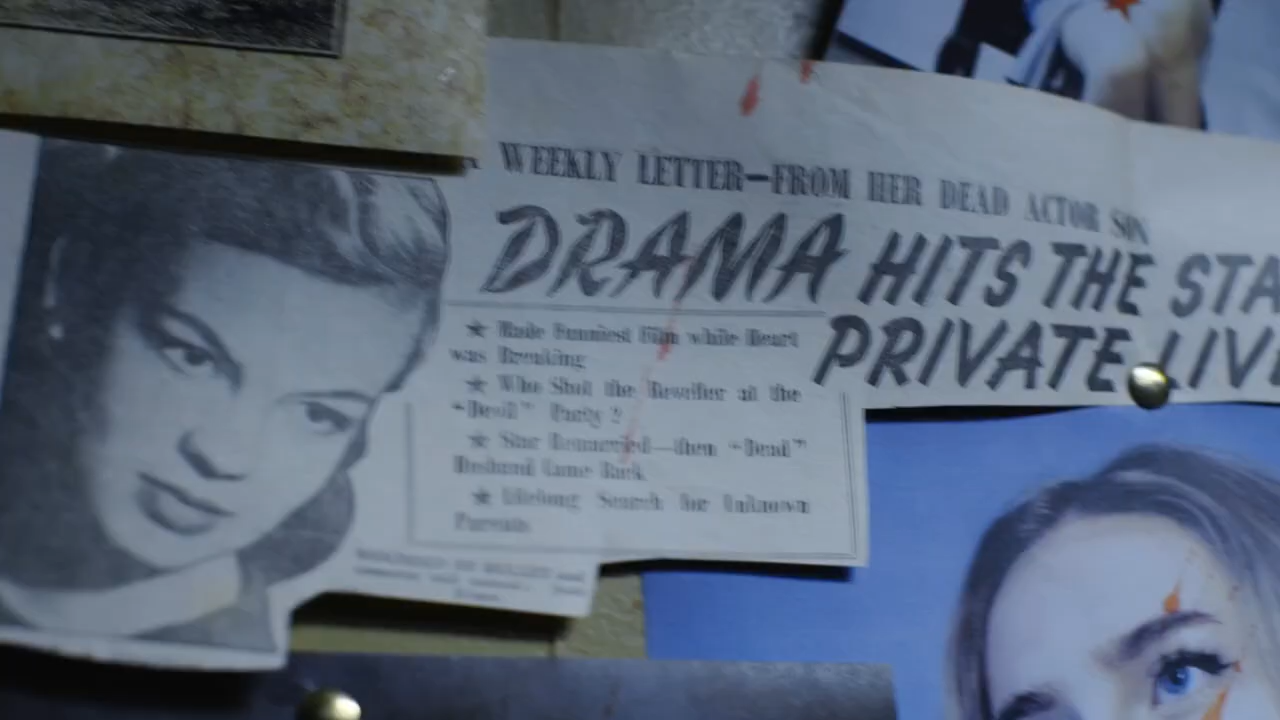 WEEKLY LETTER—FROM HER DEAD ACTOR SON
DRAMA HITS THE STA
PRIVATE LIV
★ Made Funniest Film while Heart
was Breaking
★ Who Shot the Reveller at the
"Devil" Party?
★ Star Remarried—then "Dead"
Husband Came Back
★ Lifelong Search for Unknown
Parents